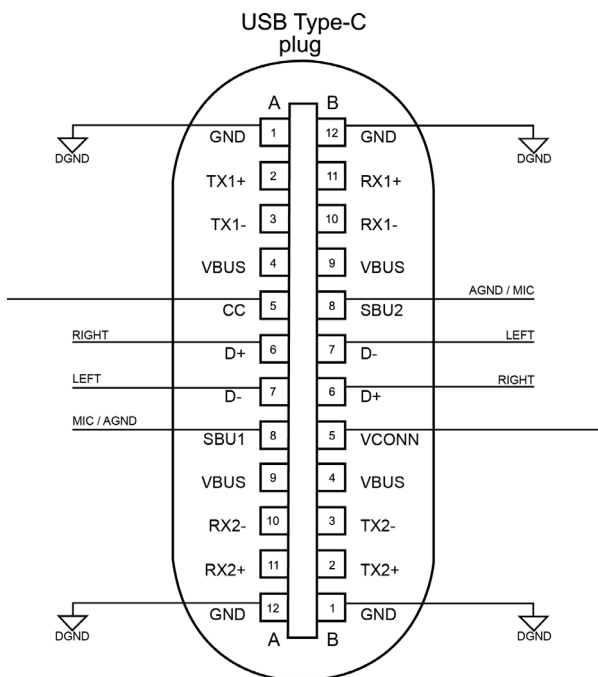 USB Type-C
plug
A B
GND 1 12 GND
DGND DGND
TX1+ 2 11 RX1+
TX1- 3 10 RX1-
VBUS 4 9 VBUS
CC 5 8 SBU2 AGND / MIC
RIGHT D+ 6 7 D- LEFT
LEFT D- 7 6 D+ RIGHT
MIC / AGND SBU1 8 5 VCONN
VBUS 9 4 VBUS
RX2- 10 3 TX2-
RX2+ 11 2 TX2+
GND 12 1 GND
DGND DGND
A B